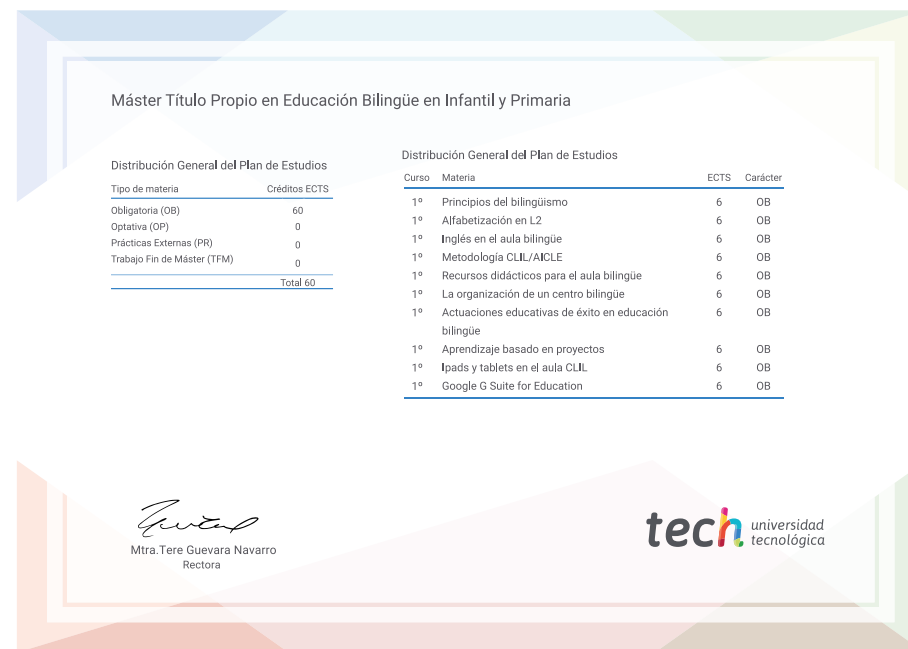 Máster Título Propio en Educación Bilingüe en Infantil y Primaria
Distribución General del Plan de Estudios
Tipo de materia Créditos ECTS
Obligatoria (OB) 60
Optativa (OP) 0
Prácticas Externas (PR) 0
Trabajo Fin de Máster (TFM) 0
Total 60
Distribución General del Plan de Estudios
Curso Materia ECTS Carácter
1º Principios del bilingüismo 6 OB
1º Alfabetización en L2 6 OB
1º Inglés en el aula bilingüe 6 OB
1º Metodología CLIL/AICLE 6 OB
1º Recursos didácticos para el aula bilingüe 6 OB
1º La organización de un centro bilingüe 6 OB
1º Actuaciones educativas de éxito en educación 6 OB
bilingüe
1º Aprendizaje basado en proyectos 6 OB
1º Ipads y tablets en el aula CLIL 6 OB
1º Google G Suite for Education 6 OB
Mtra.Tere Guevara Navarro
Rectora
tech universidad
tecnológica